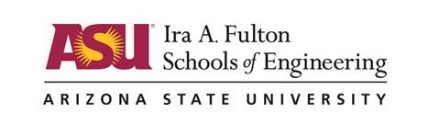 ASU Ira A. Fulton
Schools of Engineering
ARIZONA STATE UNIVERSITY